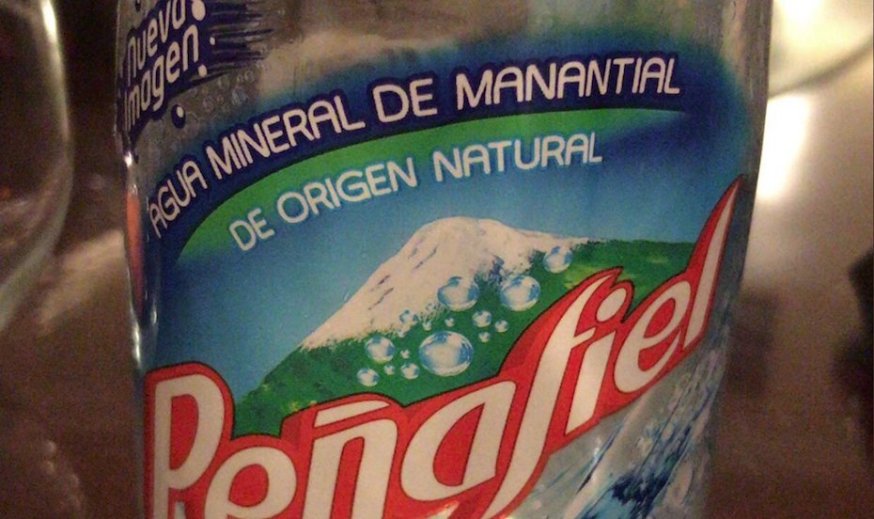 Nueva
Imagen!
AGUA MINERAL DE MANANTIAL
DE ORIGEN NATURAL
Peñafiel